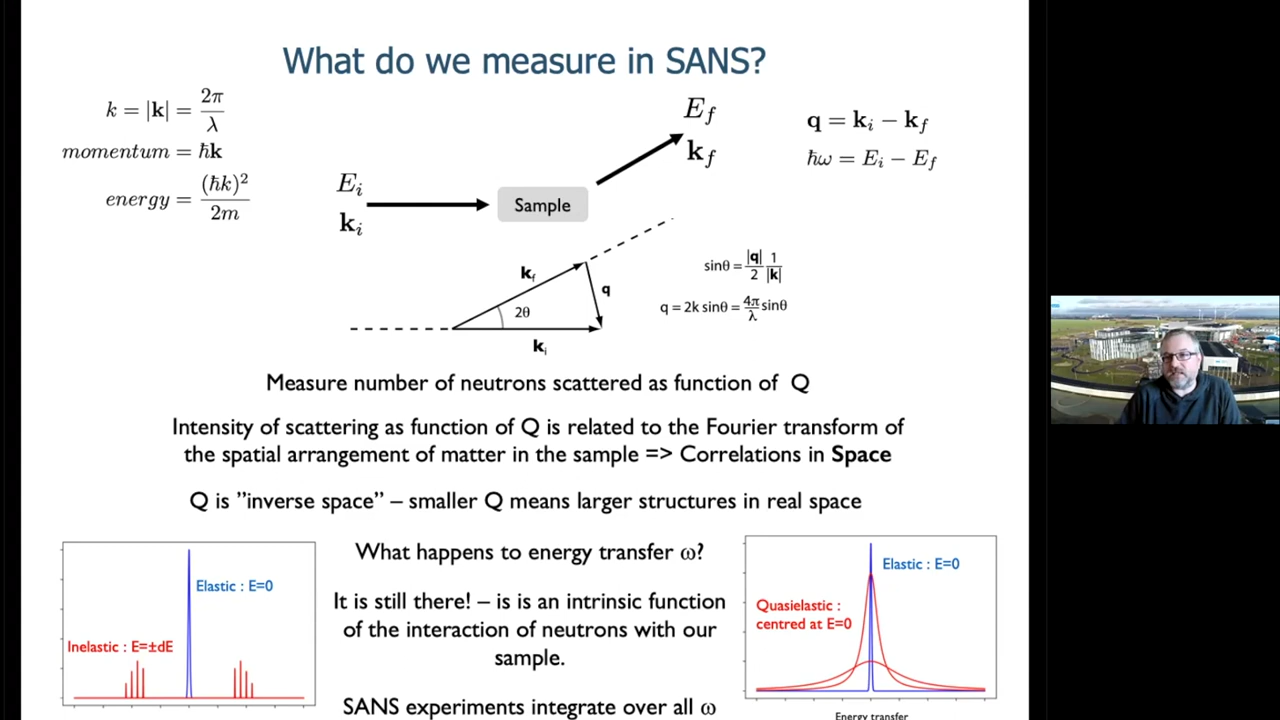 What do we measure in SANS?
k = |k| = 2π/λ
momentum = ħk
energy = (ħk)²/2m
E_i
k_i
Sample
E_f
k_f
q = k_i − k_f
ħω = E_i − E_f
k_f
q
2θ
k_i
sinθ = |q|/2 1/|k|
q = 2k sinθ = 4π/λ sinθ
Measure number of neutrons scattered as function of Q
Intensity of scattering as function of Q is related to the Fourier transform of
the spatial arrangement of matter in the sample => Correlations in Space
Q is ”inverse space” – smaller Q means larger structures in real space
Elastic : E=0
Inelastic : E=±dE
What happens to energy transfer ω?
It is still there! – is is an intrinsic function
of the interaction of neutrons with our
sample.
SANS experiments integrate over all ω
Elastic : E=0
Quasielastic :
centred at E=0
Energy transfer